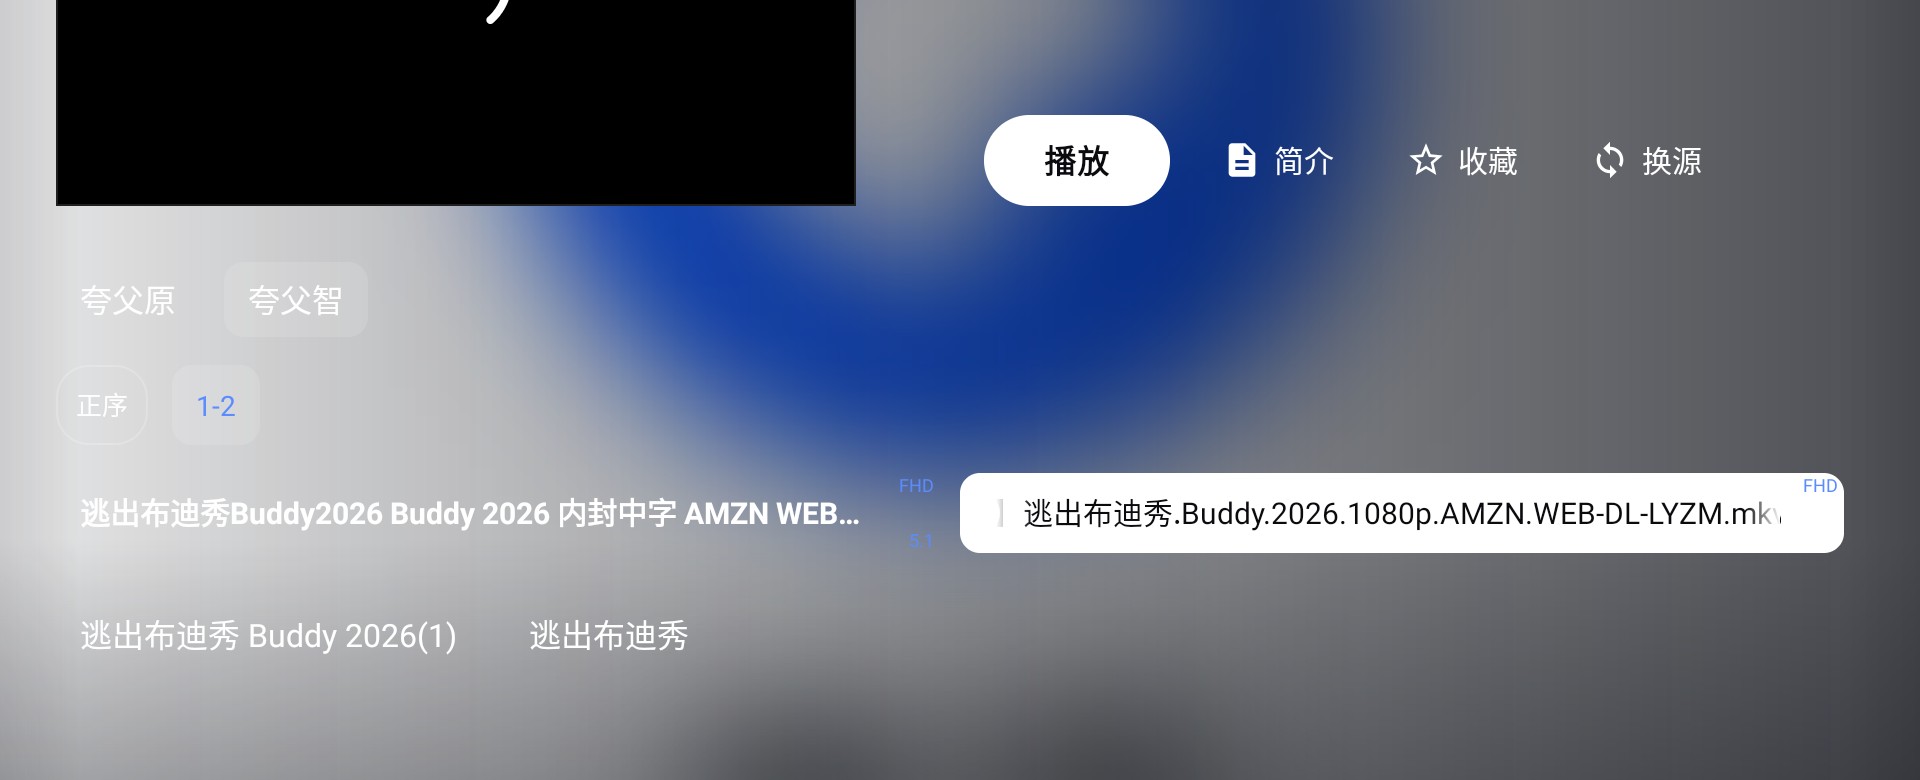 播放 简介 收藏 换源
夸父原 夸父智
正序 1-2
FHD FHD
逃出布迪秀Buddy2026 Buddy 2026 内封中字 AMZN WEB... 】 逃出布迪秀.Buddy.2026.1080p.AMZN.WEB-DL-LYZM.mkv
5.1
逃出布迪秀 Buddy 2026(1) 逃出布迪秀